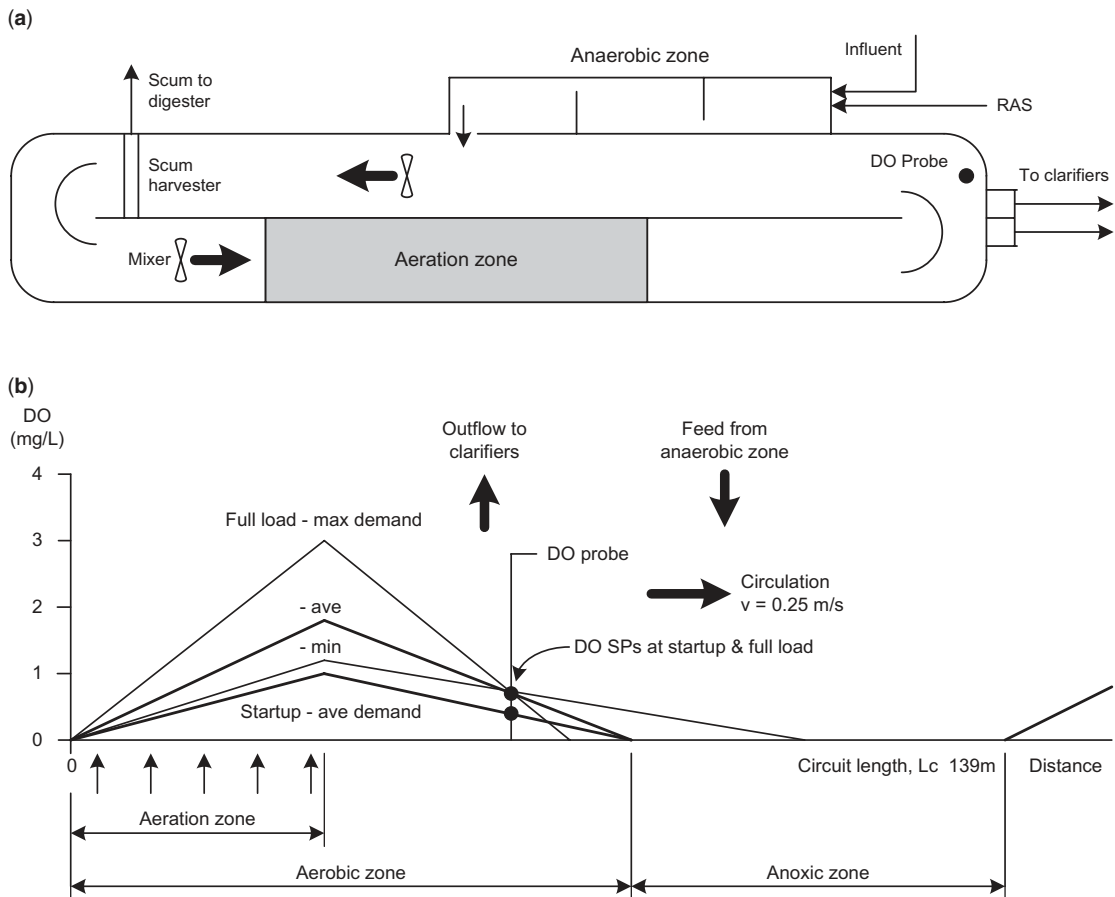 (a)
Anaerobic zone
Influent
Scum to
digester
RAS
Scum
harvester
DO Probe
To clarifiers
Mixer
Aeration zone
(b)
DO
(mg/L)
Outflow to
clarifiers
Feed from
anaerobic zone
4
Full load - max demand
3
DO probe
Circulation
v = 0.25 m/s
- ave
2
- min
DO SPs at startup & full load
1
Startup - ave demand
0
0
Circuit length, Lc 139m
Distance
Aeration zone
Aerobic zone
Anoxic zone